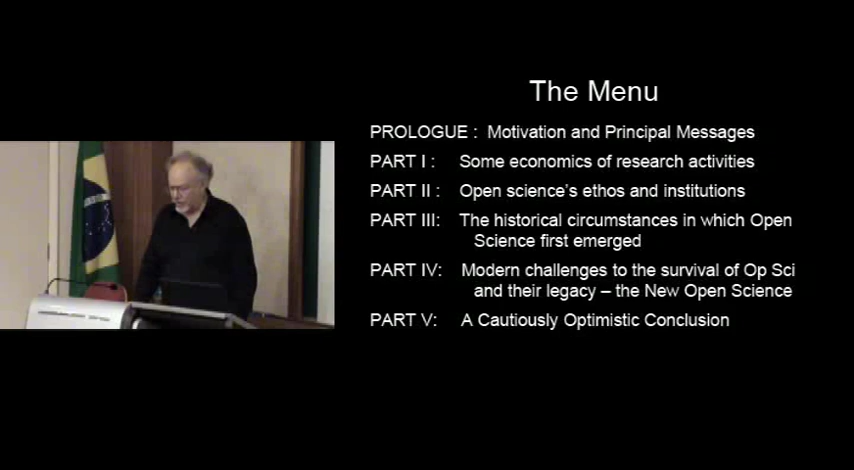 The Menu
PROLOGUE : Motivation and Principal Messages
PART I : Some economics of research activities
PART II : Open science's ethos and institutions
PART III: The historical circumstances in which Open
Science first emerged
PART IV: Modern challenges to the survival of Op Sci
and their legacy – the New Open Science
PART V: A Cautiously Optimistic Conclusion